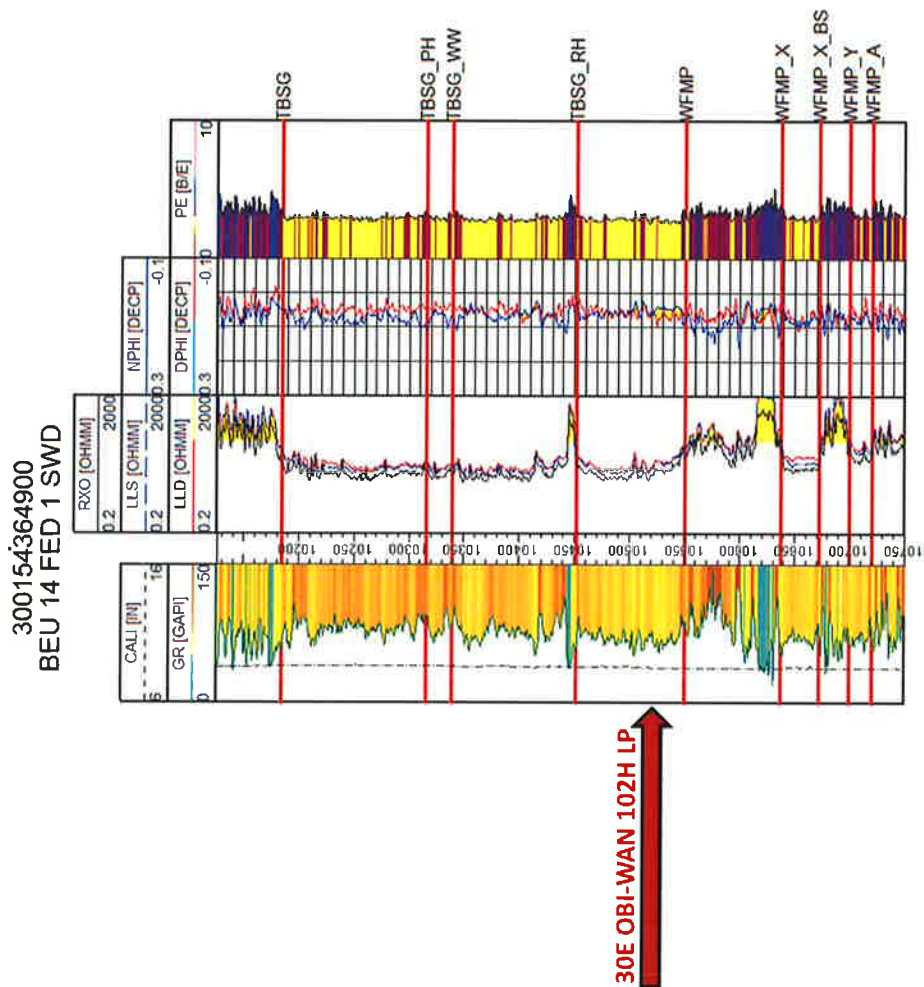 300154364900
BEU 14 FED 1 SWD
CALI [IN]
6 16
GR [GAPI]
0 150
RXO [OHMM]
0.2 2000
LLS [OHMM]
0.2 2000
LLD [OHMM]
0.2 2000
NPHI [DECP]
0.3 -0.1
DPHI [DECP]
0.3 -0.1
PE [B/E]
0 10
10200
10250
10300
10350
10400
10450
10500
10550
10600
10650
10700
10750
TBSG
TBSG_PH
TBSG_WW
TBSG_RH
WFMP
WFMP_X
WFMP_X_BS
WFMP_Y
WFMP_A
30E OBI-WAN 102H LP